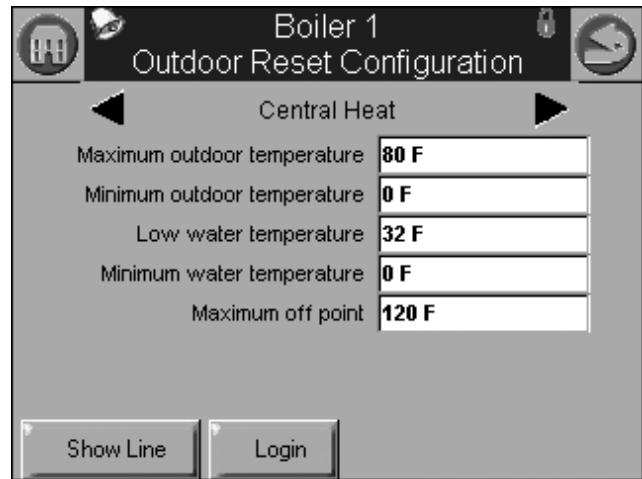 Boiler 1
Outdoor Reset Configuration
Central Heat
Maximum outdoor temperature 80 F
Minimum outdoor temperature 0 F
Low water temperature 32 F
Minimum water temperature 0 F
Maximum off point 120 F
Show Line Login